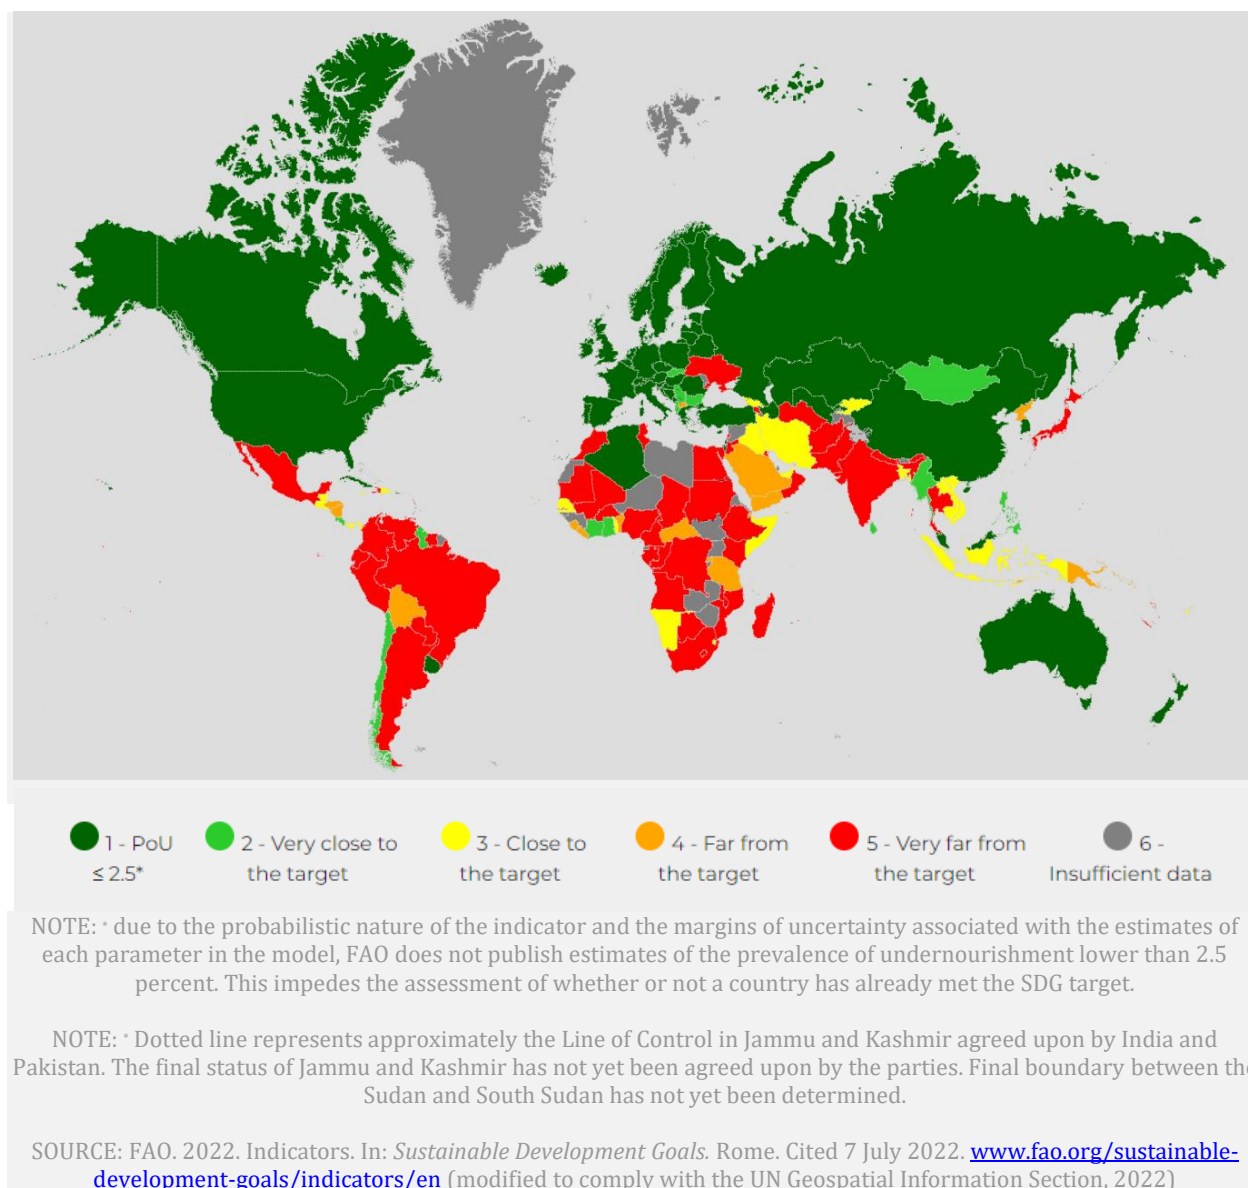 1 - PoU
≤ 2.5*
2 - Very close to
the target
3 - Close to
the target
4 - Far from
the target
5 - Very far from
the target
6 -
Insufficient data
NOTE: * due to the probabilistic nature of the indicator and the margins of uncertainty associated with the estimates of
each parameter in the model, FAO does not publish estimates of the prevalence of undernourishment lower than 2.5
percent. This impedes the assessment of whether or not a country has already met the SDG target.
NOTE: * Dotted line represents approximately the Line of Control in Jammu and Kashmir agreed upon by India and
Pakistan. The final status of Jammu and Kashmir has not yet been agreed upon by the parties. Final boundary between the
Sudan and South Sudan has not yet been determined.
SOURCE: FAO. 2022. Indicators. In: Sustainable Development Goals. Rome. Cited 7 July 2022. www.fao.org/sustainable-
development-goals/indicators/en (modified to comply with the UN Geospatial Information Section, 2022)